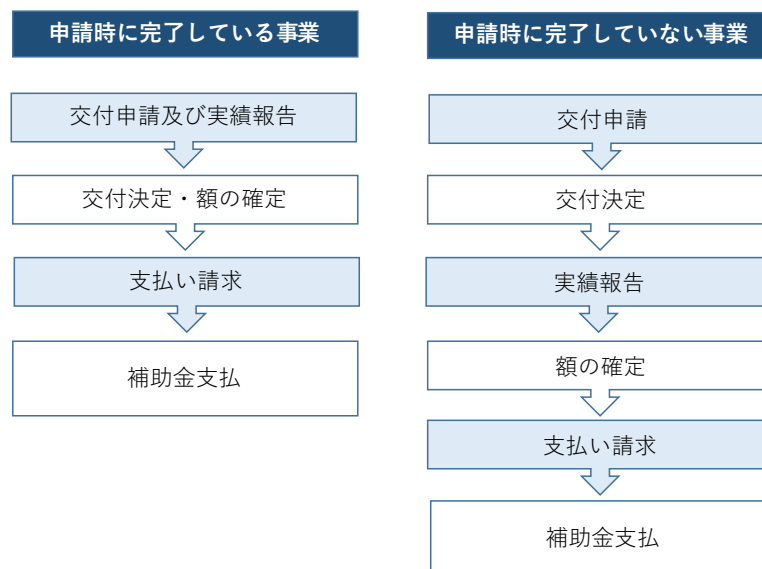 申請時に完了している事業
交付申請及び実績報告
交付決定・額の確定
支払い請求
補助金支払
申請時に完了していない事業
交付申請
交付決定
実績報告
額の確定
支払い請求
補助金支払